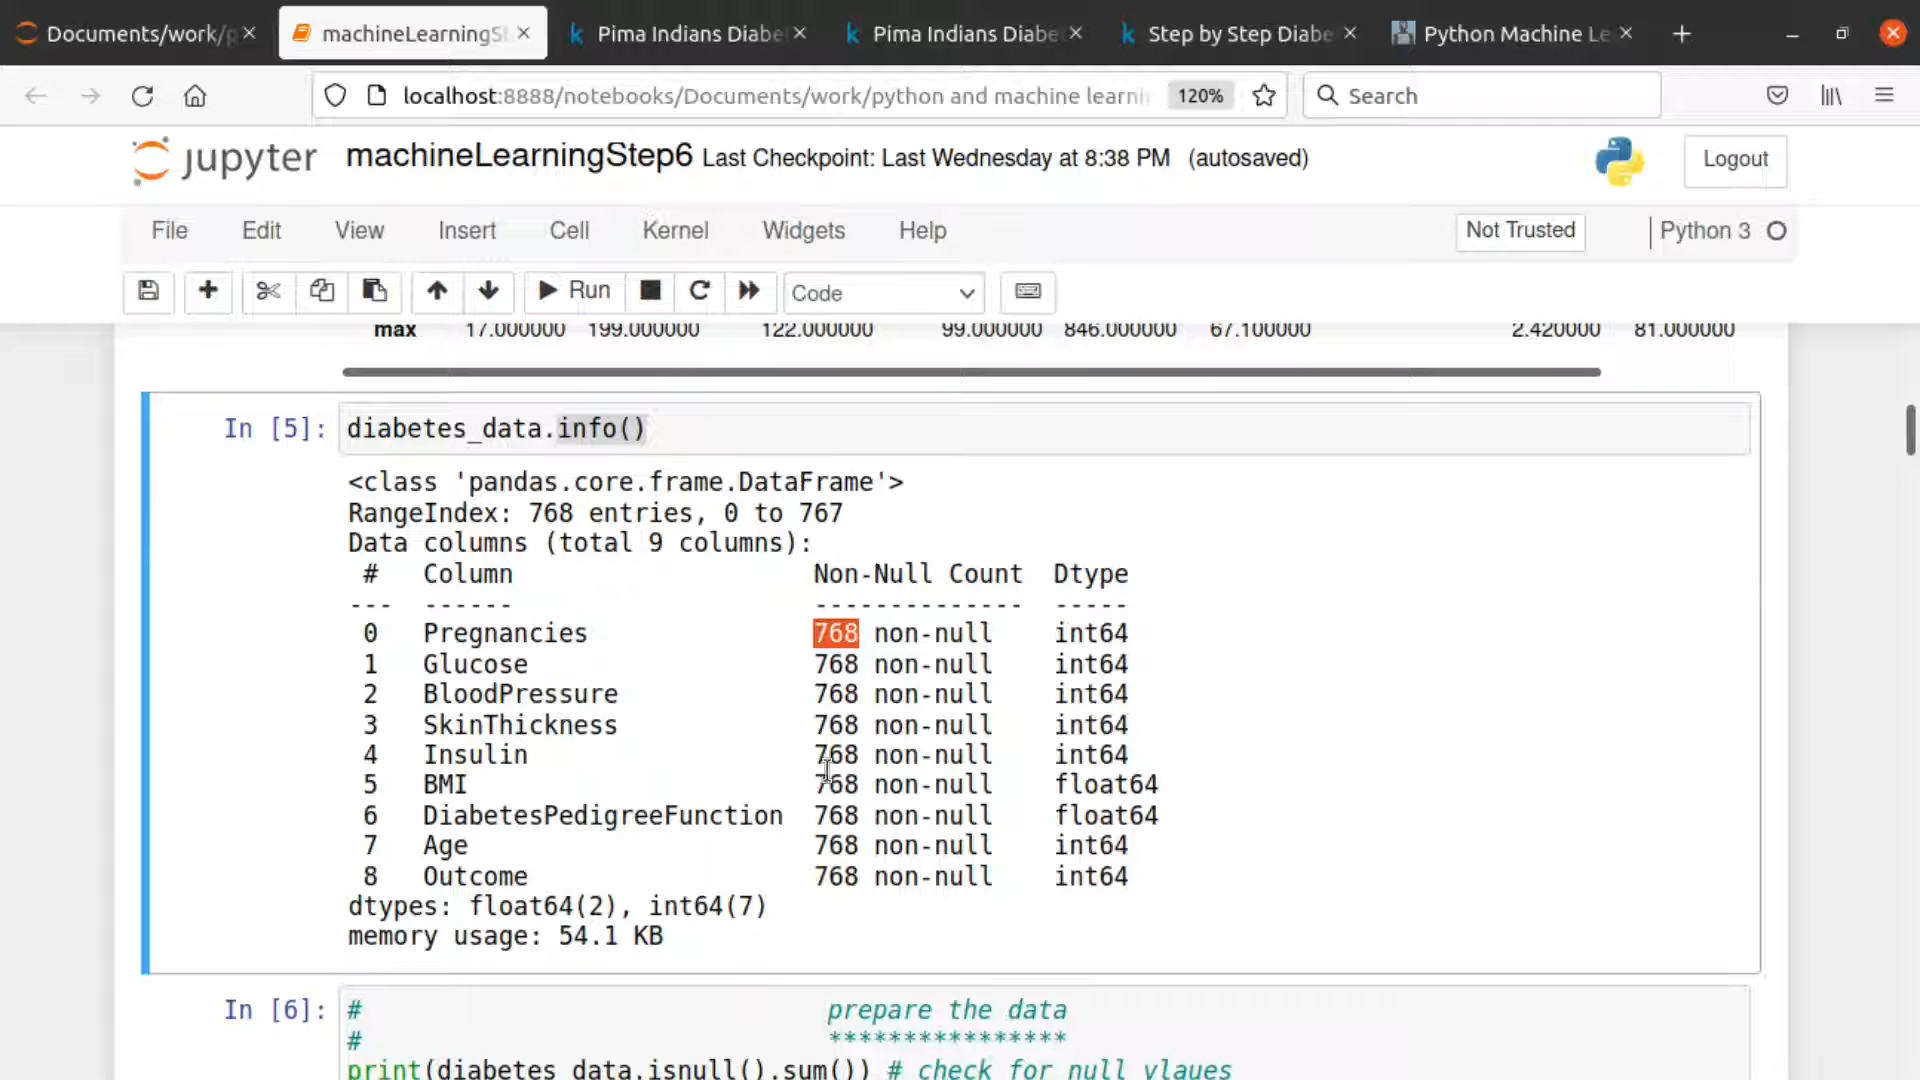 Documents/work/p
machineLearningSt
Pima Indians Diabe
Pima Indians Diabe
Step by Step Diabe
Python Machine Le
localhost:8888/notebooks/Documents/work/python and machine learni
120%
Search
jupyter
machineLearningStep6 Last Checkpoint: Last Wednesday at 8:38 PM (autosaved)
Logout
File Edit View Insert Cell Kernel Widgets Help
Not Trusted
Python 3
Run
Code
max 17.000000 199.000000 122.000000 99.000000 846.000000 67.100000 2.420000 81.000000
In [5]: diabetes_data.info()
<class 'pandas.core.frame.DataFrame'>
RangeIndex: 768 entries, 0 to 767
Data columns (total 9 columns):
# Column Non-Null Count Dtype
--- ------ -------------- -----
0 Pregnancies 768 non-null int64
1 Glucose 768 non-null int64
2 BloodPressure 768 non-null int64
3 SkinThickness 768 non-null int64
4 Insulin 768 non-null int64
5 BMI 768 non-null float64
6 DiabetesPedigreeFunction 768 non-null float64
7 Age 768 non-null int64
8 Outcome 768 non-null int64
dtypes: float64(2), int64(7)
memory usage: 54.1 KB
In [6]: # prepare the data
# ****************
print(diabetes_data.isnull().sum()) # check for null vlaues